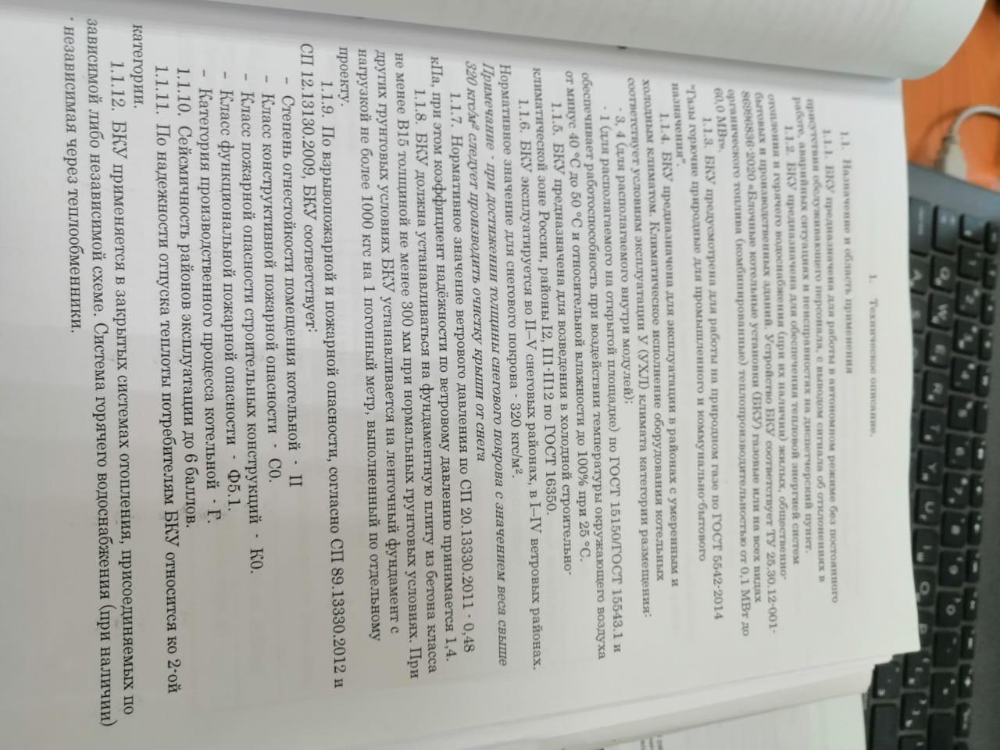 1. Техническое описание.
1.1. Назначение и область применения
1.1.1. БКУ предназначена для работы в автономном режиме без постоянного
присутствия обслуживающего персонала, с выводом сигнала об отклонениях в
работе, аварийных ситуациях и неисправностях на диспетчерский пункт.
1.1.2. БКУ предназначена для обеспечения тепловой энергией систем
отопления и горячего водоснабжения (при их наличии) жилых, общественно-
бытовых и производственных зданий. Устройство БКУ соответствует ТУ 25.30.12-001-
86996836-2020 «Блочные котельные установки (БКУ) газовые или на всех видах
органического топлива (комбинированные) теплопроизводительностью от 0,1 МВт до
60,0 МВт».
1.1.3. БКУ предусмотрена для работы на природном газе по ГОСТ 5542-2014
"Газы горючие природные для промышленного и коммунально-бытового
назначения".
1.1.4. БКУ предназначена для эксплуатации в районах с умеренным и
холодным климатом. Климатическое исполнение оборудования котельных
соответствует условиям эксплуатации У (УХЛ) климата категории размещения:
- 3, 4 (для располагаемого внутри модулей);
- 1 (для располагаемого на открытой площадке) по ГОСТ 15150/ГОСТ 15543.1 и
обеспечивает работоспособность при воздействии температуры окружающего воздуха
от минус 40 °С до 50 °С и относительной влажности до 100% при 25 °С.
1.1.5. БКУ предназначена для возведения в холодной строительно-
климатической зоне России, районы I2, II1-II12 по ГОСТ 16350.
1.1.6. БКУ эксплуатируется во II–V снеговых районах, в I–IV ветровых районах.
Нормативное значение для снегового покрова - 320 кгс/м².
Примечание - при достижении толщины снегового покрова с значением веса свыше
320 кгс/м² следует производить очистку крыши от снега
1.1.7. Нормативное значение ветрового давления по СП 20.13330.2011 - 0,48
кПа, при этом коэффициент надёжности по ветровому давлению принимается 1,4.
1.1.8. БКУ должна устанавливаться на фундаментную плиту из бетона класса
не менее В15 толщиной не менее 300 мм при нормальных грунтовых условиях. При
других грунтовых условиях БКУ устанавливается на ленточный фундамент с
нагрузкой не более 1000 кгс на 1 погонный метр, выполненный по отдельному
проекту.
1.1.9. По взрывопожарной и пожарной опасности, согласно СП 89.13330.2012 и
СП 12.13130.2009, БКУ соответствует:
– Степень огнестойкости помещения котельной - II
– Класс конструктивной пожарной опасности - С0.
– Класс пожарной опасности строительных конструкций - К0.
– Класс функциональной пожарной опасности - Ф5.1.
– Категория производственного процесса котельной - Г.
1.1.10. Сейсмичность районов эксплуатации до 6 баллов.
1.1.11. По надежности отпуска теплоты потребителям БКУ относится ко 2-ой
категории.
1.1.12. БКУ применяется в закрытых системах отопления, присоединяемых по
зависимой либо независимой схеме. Система горячего водоснабжения (при наличии)
- независимая через теплообменники.